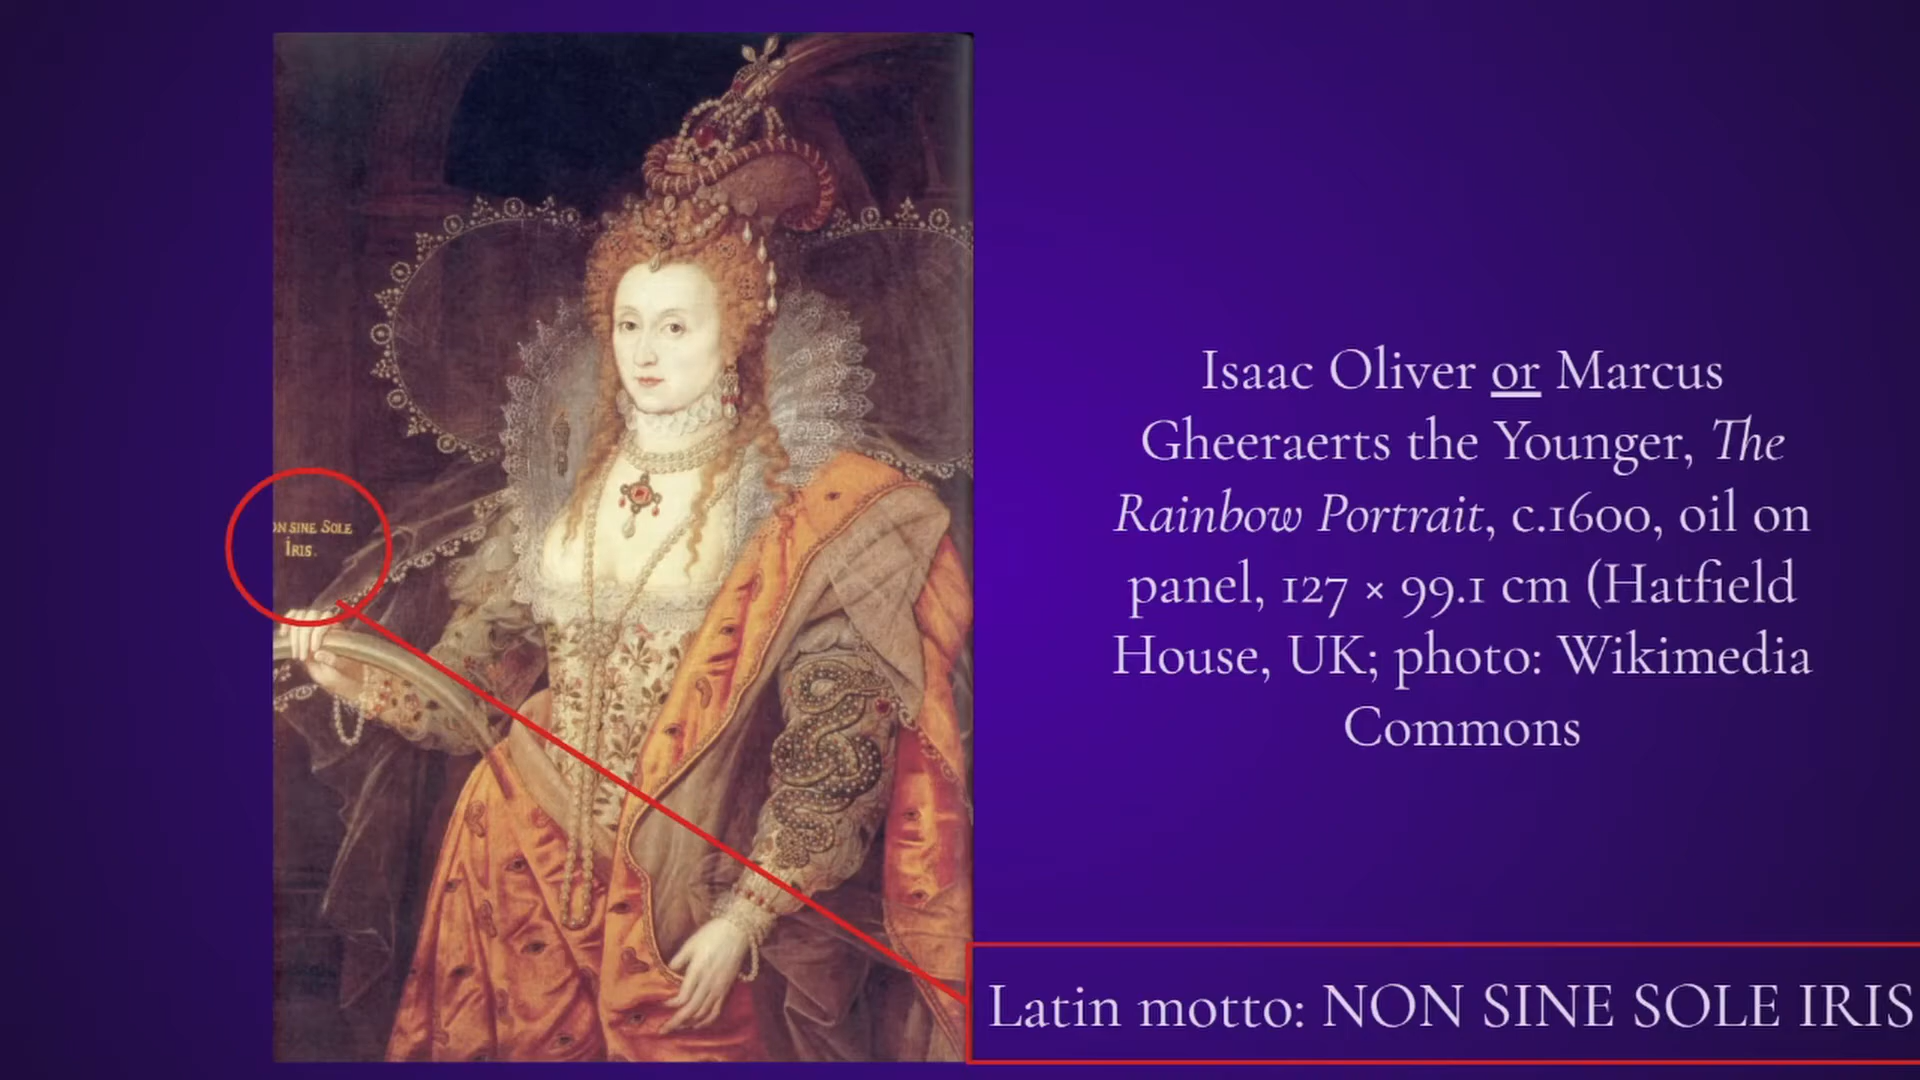 ON SINE SOLE
IRIS.
Isaac Oliver or Marcus
Gheeraerts the Younger, The
Rainbow Portrait, c.1600, oil on
panel, 127 × 99.1 cm (Hatfield
House, UK; photo: Wikimedia
Commons
Latin motto: NON SINE SOLE IRIS